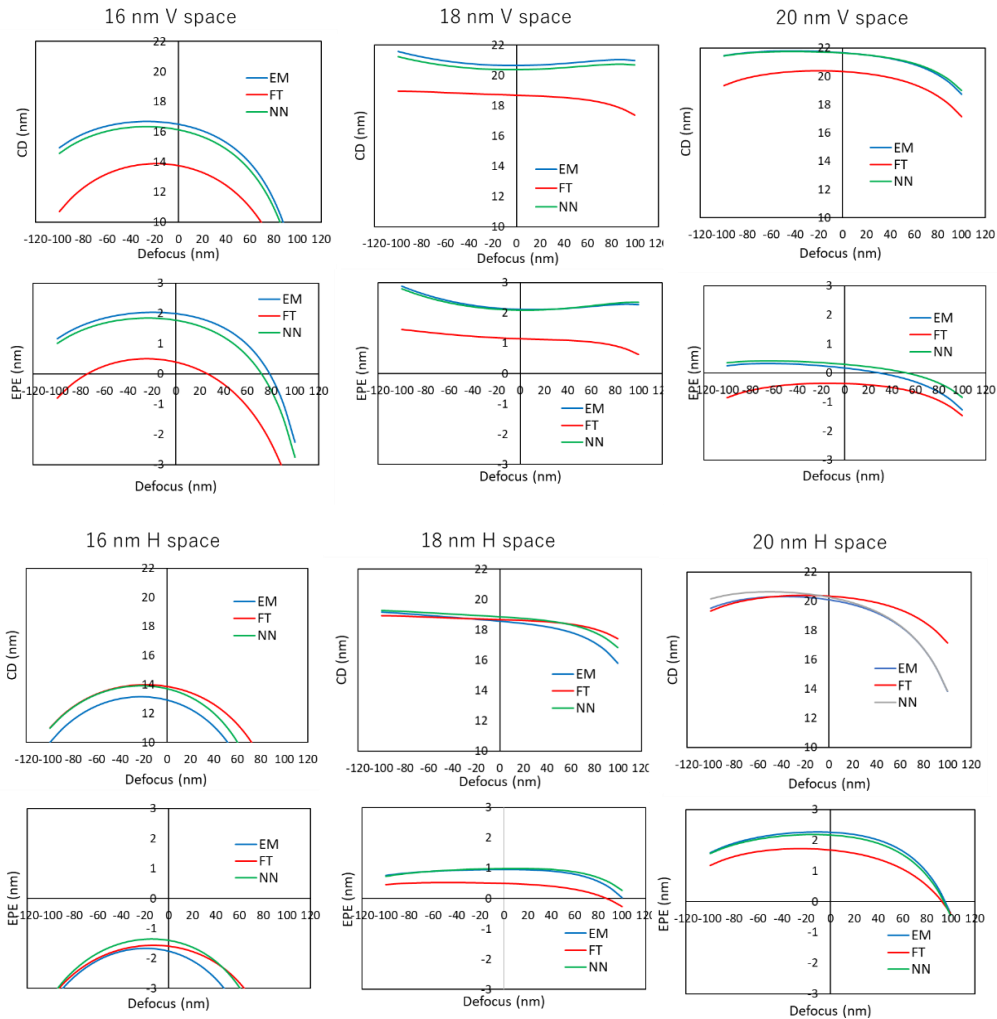 16 nm V space
18 nm V space
20 nm V space
22
20
18
16
14
12
10
CD (nm)
EM
FT
NN
-120-100 -80 -60 -40 -20 0 20 40 60 80 100 120
Defocus (nm)
22
20
18
16
14
12
10
CD (nm)
EM
FT
NN
-120-100 -80 -60 -40 -20 0 20 40 60 80 100
Defocus (nm)
22
20
18
16
14
12
10
CD (nm)
EM
FT
NN
-120-100 -80 -60 -40 -20 0 20 40 60 80 100 120
Defocus (nm)
3
2
1
0
-1
-2
-3
EPE (nm)
EM
FT
NN
-120-100 -80 -60 -40 -20 0 20 40 60 80 100 120
Defocus (nm)
3
2
1
0
-1
-2
-3
EPE (nm)
EM
FT
NN
-120-100 -80 -60 -40 -20 0 20 40 60 80 100 120
Defocus (nm)
3
2
1
0
-1
-2
-3
EPE (nm)
EM
FT
NN
-120-100 -80 -60 -40 -20 0 20 40 60 80 100 120
Defocus (nm)
16 nm H space
18 nm H space
20 nm H space
22
20
18
16
14
12
10
CD (nm)
EM
FT
NN
-120-100 -80 -60 -40 -20 0 20 40 60 80 100 120
Defocus (nm)
22
20
18
16
14
12
10
CD (nm)
EM
FT
NN
-120-100 -80 -60 -40 -20 0 20 40 60 80 100 120
Defocus (nm)
22
20
18
16
14
12
10
CD (nm)
EM
FT
NN
-120-100 -80 -60 -40 -20 0 20 40 60 80 100 120
Defocus (nm)
3
2
1
0
-1
-2
-3
EPE (nm)
EM
FT
NN
-120-100 -80 -60 -40 -20 0 20 40 60 80 100 120
Defocus (nm)
3
2
1
0
-1
-2
-3
EPE (nm)
EM
FT
NN
-120-100 -80 -60 -40 -20 0 20 40 60 80 100 120
Defocus (nm)
3
2
1
0
-1
-2
-3
EPE (nm)
EM
FT
NN
-120-100 -80 -60 -40 -20 0 20 40 60 80 100 120
Defocus (nm)